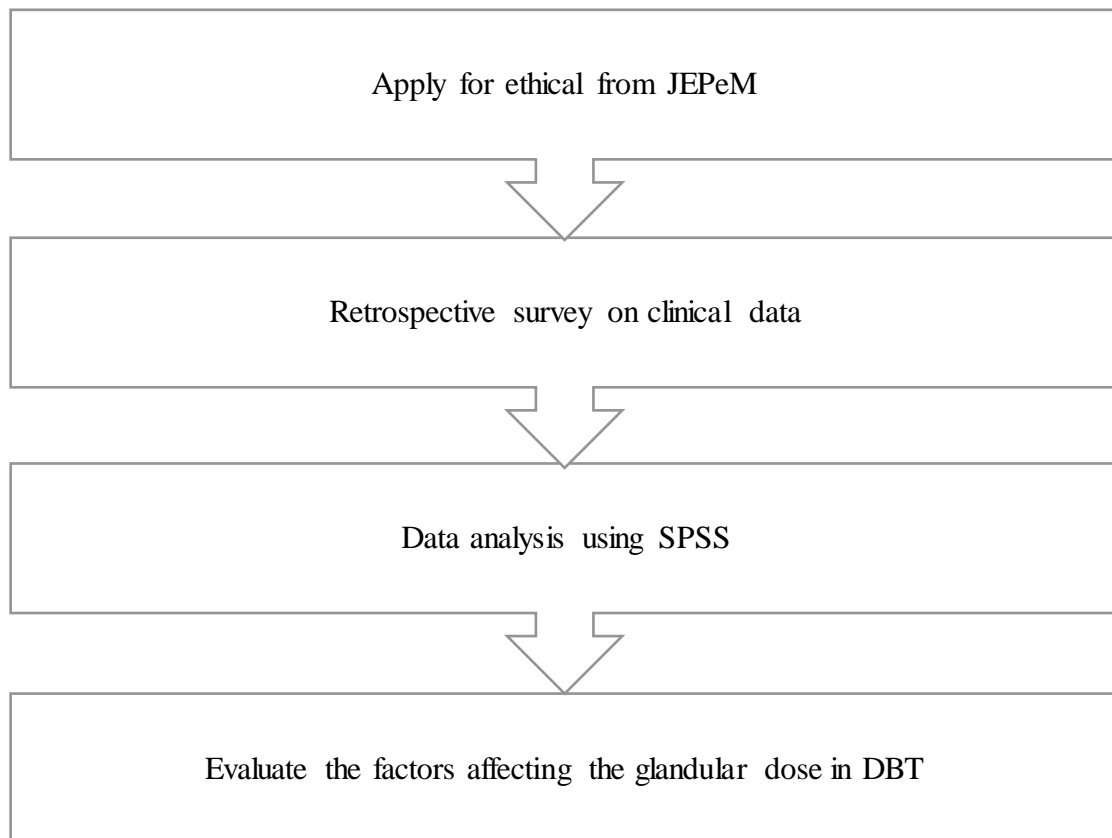 Apply for ethical from JEPeM
Retrospective survey on clinical data
Data analysis using SPSS
Evaluate the factors affecting the glandular dose in DBT